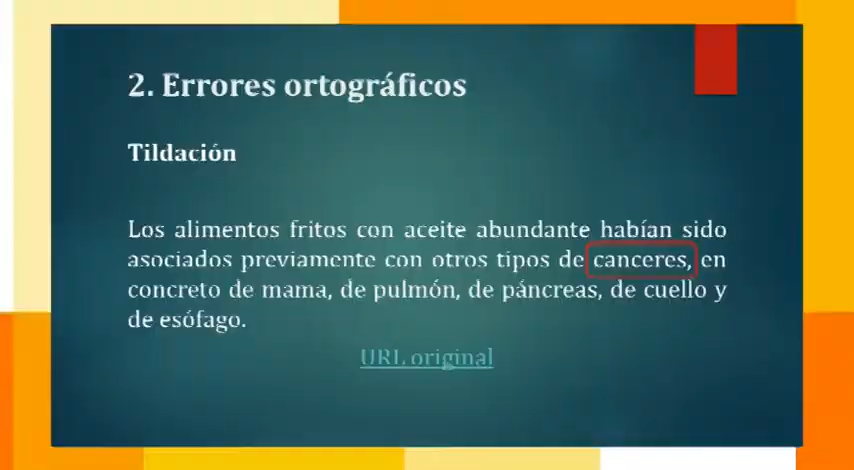 2. Errores ortográficos
Tildación
Los alimentos fritos con aceite abundante habían sido
asociados previamente con otros tipos de canceres, en
concreto de mama, de pulmón, de páncreas, de cuello y
de esófago.
URL original